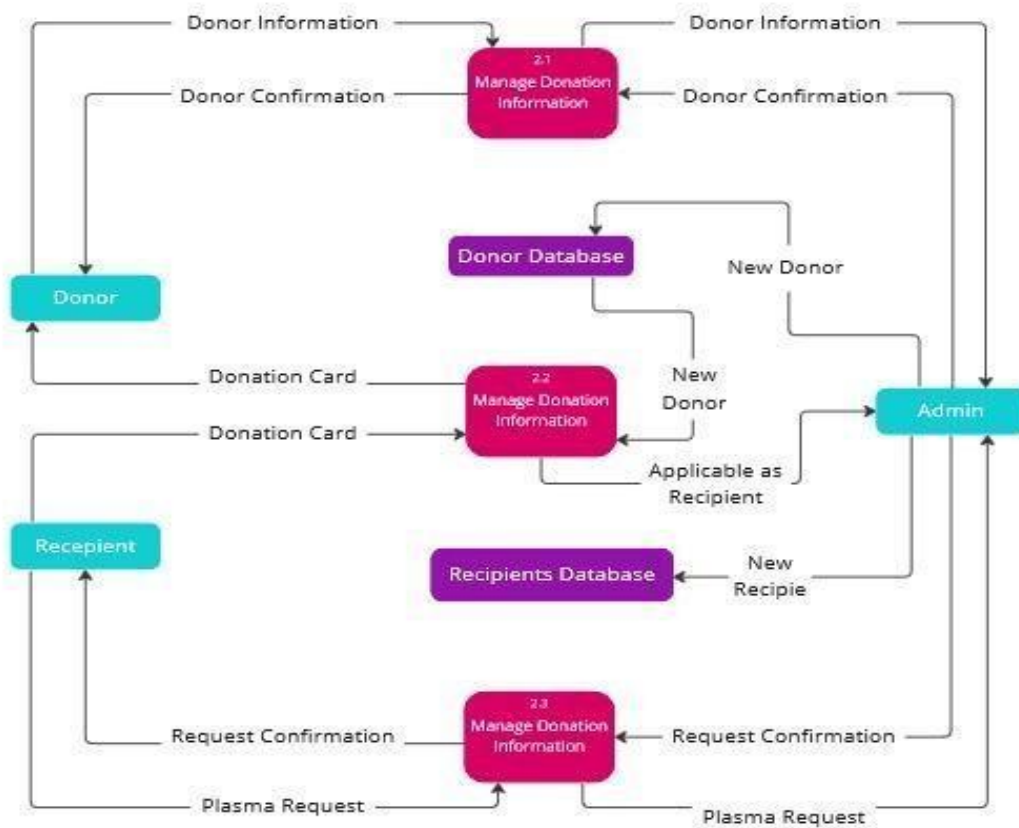 Donor Information
Donor Information
2.1
Manage Donation
Information
Donor Confirmation
Donor Confirmation
Donor Database
New Donor
Donor
Donation Card
2.2
Manage Donation
Information
New
Donor
Admin
Donation Card
Applicable as
Recipient
Recepient
Recipients Database
New
Recipie
2.3
Manage Donation
Information
Request Confirmation
Request Confirmation
Plasma Request
Plasma Request